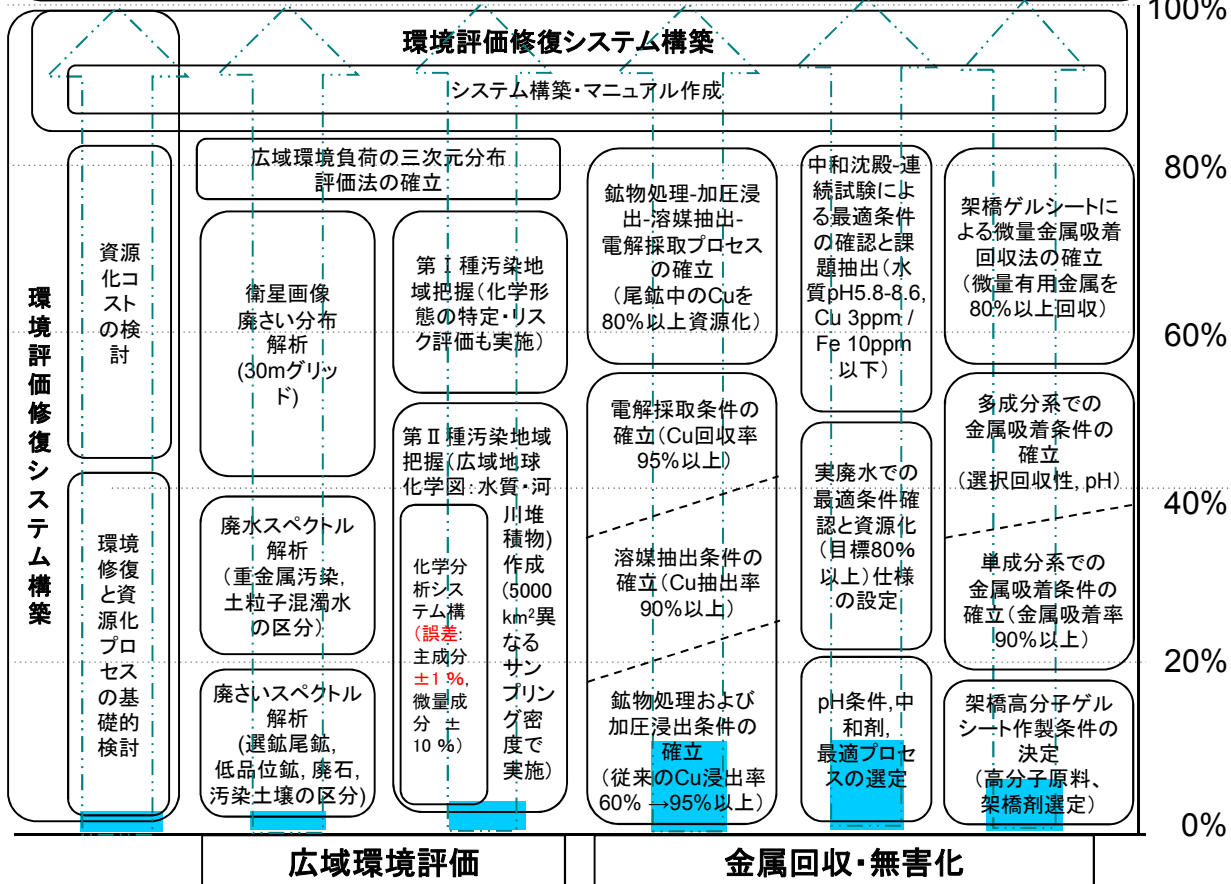 100%
環境評価修復システム構築
システム構築・マニュアル作成
環境評価修復システム構築
資源
化コ
スト
の検
討
環境
修復
と資
源化
プロ
セス
の基
礎的
検討
広域環境負荷の三次元分布
評価法の確立
衛星画像
廃さい分布
解析
(30mグリッ
ド)
廃水スペクトル
解析
(重金属汚染,
土粒子混濁水
の区分)
廃さいスペクトル
解析
(選鉱尾鉱,
低品位鉱, 廃石,
汚染土壌の区分)
第Ⅰ種汚染地
域把握(化学形
態の特定・リス
ク評価も実施)
第Ⅱ種汚染地域
把握(広域地球
化学図:水質・河
川堆
積物)
作成
(5000
km²異
なる
サン
プリン
グ密
度で
実施)
化学分
析シス
テム構
(誤差:
主成分
±1 %,
微量成
分 ±
10 %)
鉱物処理-加圧浸
出-溶媒抽出-
電解採取プロセス
の確立
(尾鉱中のCuを
80%以上資源化)
電解採取条件の
確立(Cu回収率
95%以上)
溶媒抽出条件の
確立(Cu抽出率
90%以上)
鉱物処理および
加圧浸出条件の
確立
(従来のCu浸出率
60% →95%以上)
中和沈殿-連
続試験によ
る最適条件
の確認と課
題抽出(水
質pH5.8-8.6,
Cu 3ppm /
Fe 10ppm
以下)
実廃水での
最適条件確
認と資源化
(目標80%
以上)仕様
の設定
pH条件,中
和剤,
最適プロセ
スの選定
架橋ゲルシートに
よる微量金属吸着
回収法の確立
(微量有用金属を
80%以上回収)
多成分系での
金属吸着条件の
確立
(選択回収性, pH)
単成分系での
金属吸着条件の
確立(金属吸着率
90%以上)
架橋高分子ゲル
シート作製条件の
決定
(高分子原料、
架橋剤選定)
80%
60%
40%
20%
0%
広域環境評価
金属回収・無害化